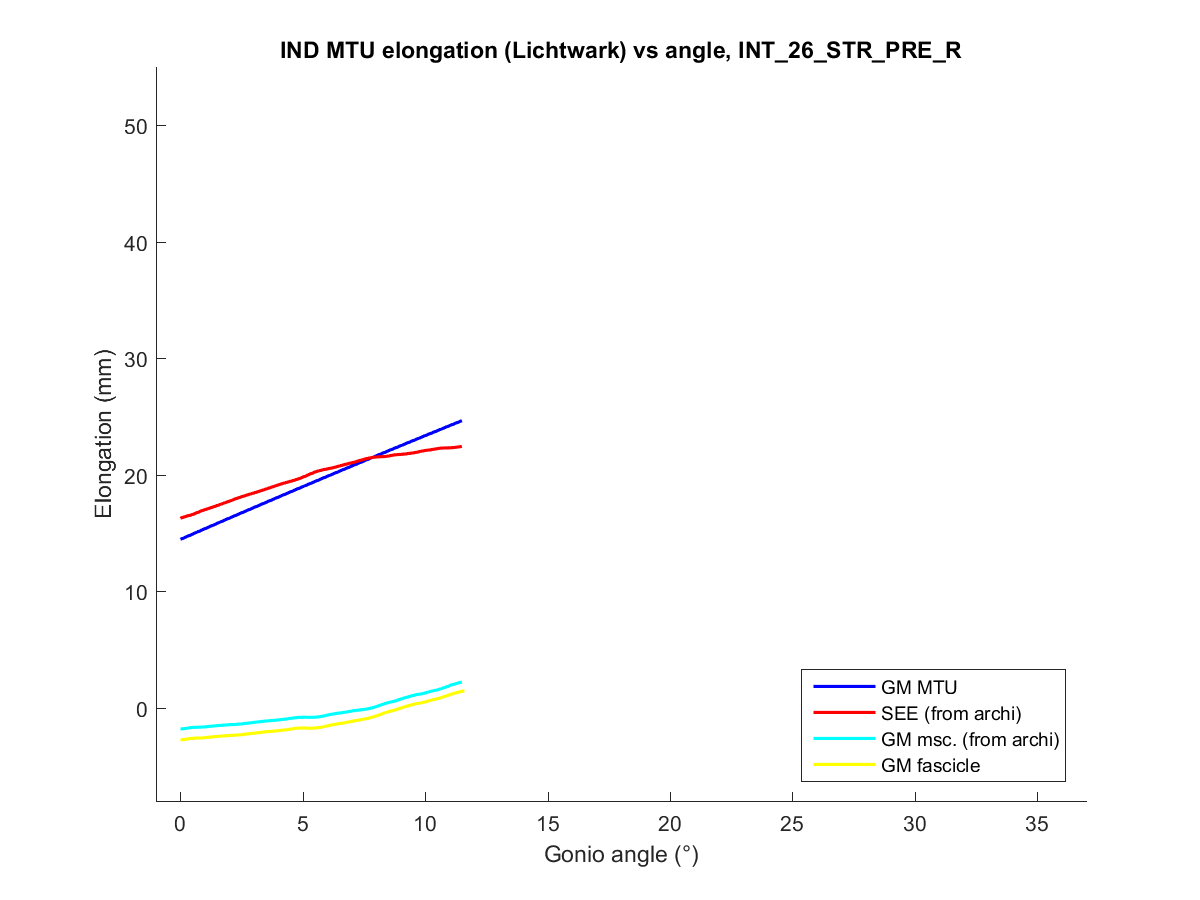 IND MTU elongation (Lichtwark) vs angle, INT_26_STR_PRE_R
50
40
30
20
10
0
Elongation (mm)
GM MTU
SEE (from archi)
GM msc. (from archi)
GM fascicle
0 5 10 15 20 25 30 35
Gonio angle (°)